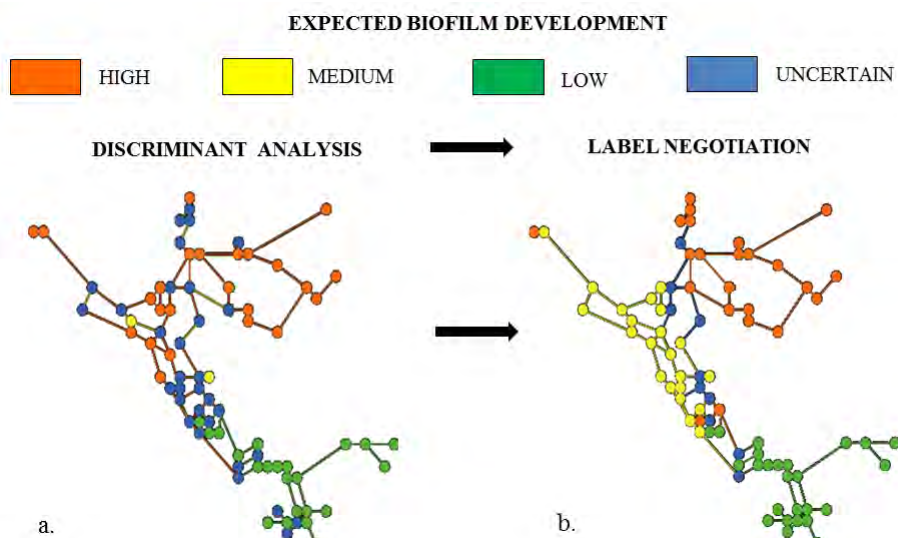 EXPECTED BIOFILM DEVELOPMENT
HIGH MEDIUM LOW UNCERTAIN
DISCRIMINANT ANALYSIS LABEL NEGOTIATION
a. b.